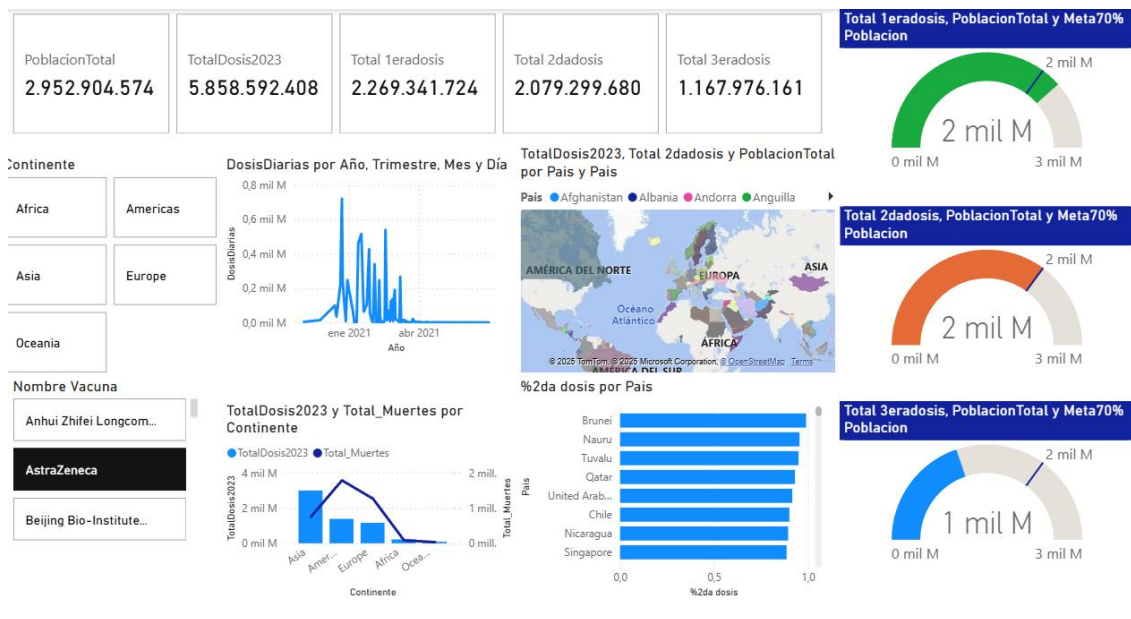 PoblacionTotal
2.952.904.574
TotalDosis2023
5.858.592.408
Total 1eradosis
2.269.341.724
Total 2dadosis
2.079.299.680
Total 3eradosis
1.167.976.161
Total 1eradosis, PoblacionTotal y Meta70%
Poblacion
2 mil M
2 mil M
0 mil M
3 mil M
Continente
Africa
Americas
Asia
Europe
Oceania
DosisDiarias por Año, Trimestre, Mes y Día
DosisDiarias
0,8 mil M
0,6 mil M
0,4 mil M
0,2 mil M
0,0 mil M
ene 2021
abr 2021
Año
TotalDosis2023, Total 2dadosis y PoblacionTotal
por Pais y Pais
Pais
Afghanistan
Albania
Andorra
Anguilla
AMÉRICA DEL NORTE
EUROPA
ASIA
Océano
Atlántico
ÁFRICA
© 2025 TomTom, © 2025 Microsoft Corporation, © OpenStreetMap Terms
AMÉRICA DEL SUR
Total 2dadosis, PoblacionTotal y Meta70%
Poblacion
2 mil M
2 mil M
0 mil M
3 mil M
Nombre Vacuna
Anhui Zhifei Longcom...
AstraZeneca
Beijing Bio-Institute...
TotalDosis2023 y Total_Muertes por
Continente
TotalDosis2023
Total_Muertes
TotalDosis2023
4 mil M
2 mil M
0 mil M
2 mill.
1 mill.
0 mill.
Total_Muertes
Asia
Amer...
Europe
Africa
Ocea...
Continente
%2da dosis por Pais
Pais
Brunei
Nauru
Tuvalu
Qatar
United Arab...
Chile
Nicaragua
Singapore
0,0
0,5
1,0
%2da dosis
Total 3eradosis, PoblacionTotal y Meta70%
Poblacion
2 mil M
1 mil M
0 mil M
3 mil M